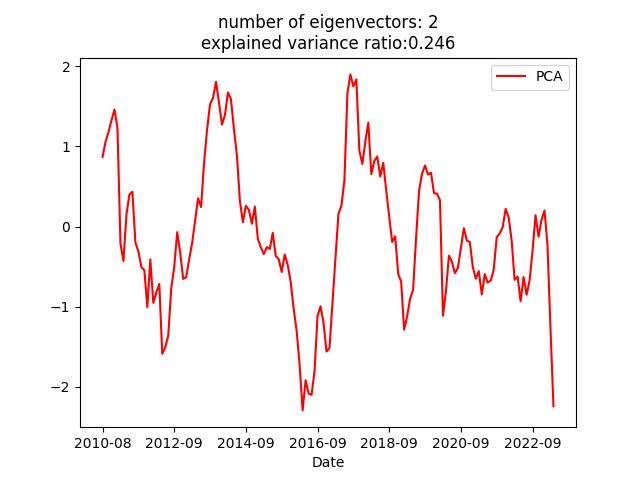 number of eigenvectors: 2
explained variance ratio:0.246
PCA
2
1
0
−1
−2
2010-08 2012-09 2014-09 2016-09 2018-09 2020-09 2022-09
Date